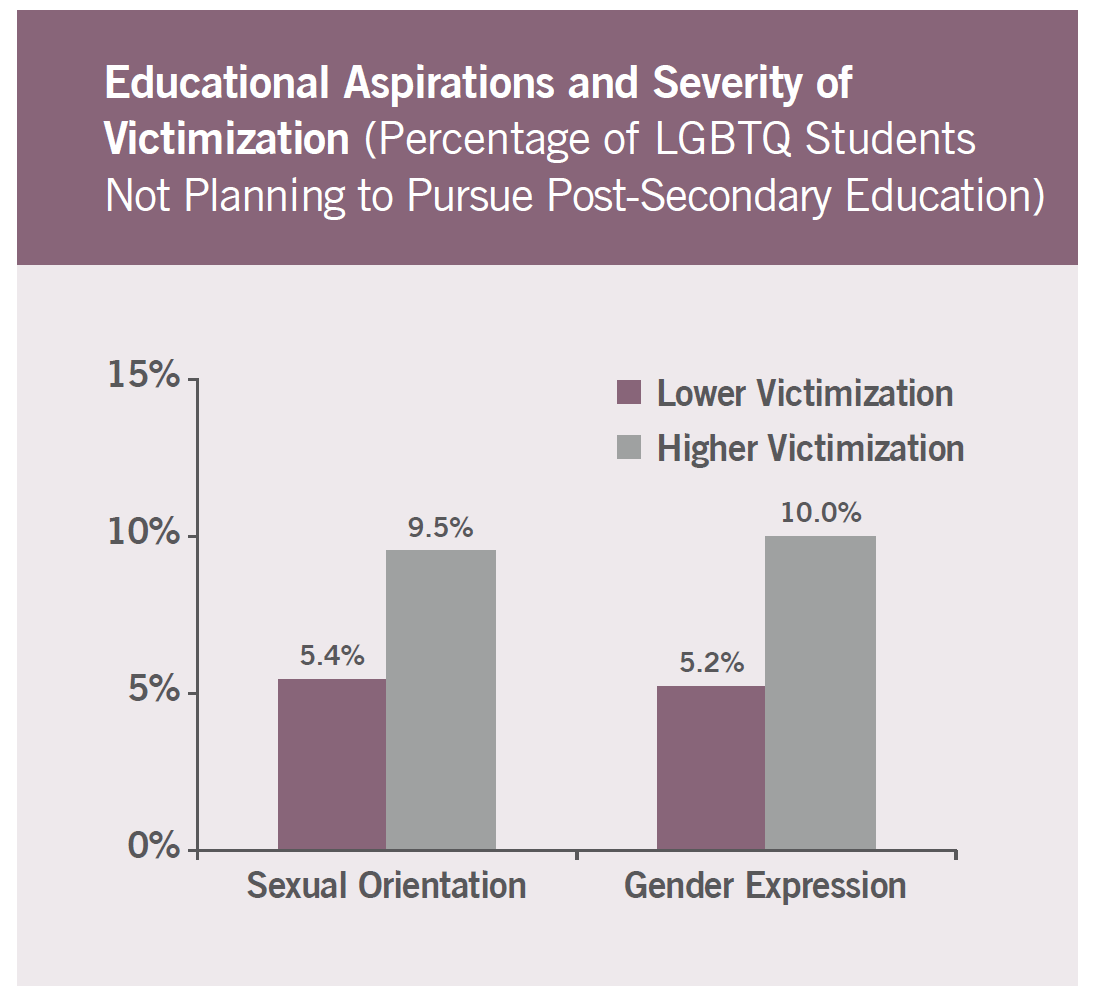 Educational Aspirations and Severity of
Victimization (Percentage of LGBTQ Students
Not Planning to Pursue Post-Secondary Education)
15%
10%
5%
0%
Lower Victimization
Higher Victimization
5.4%
9.5%
5.2%
10.0%
Sexual Orientation
Gender Expression